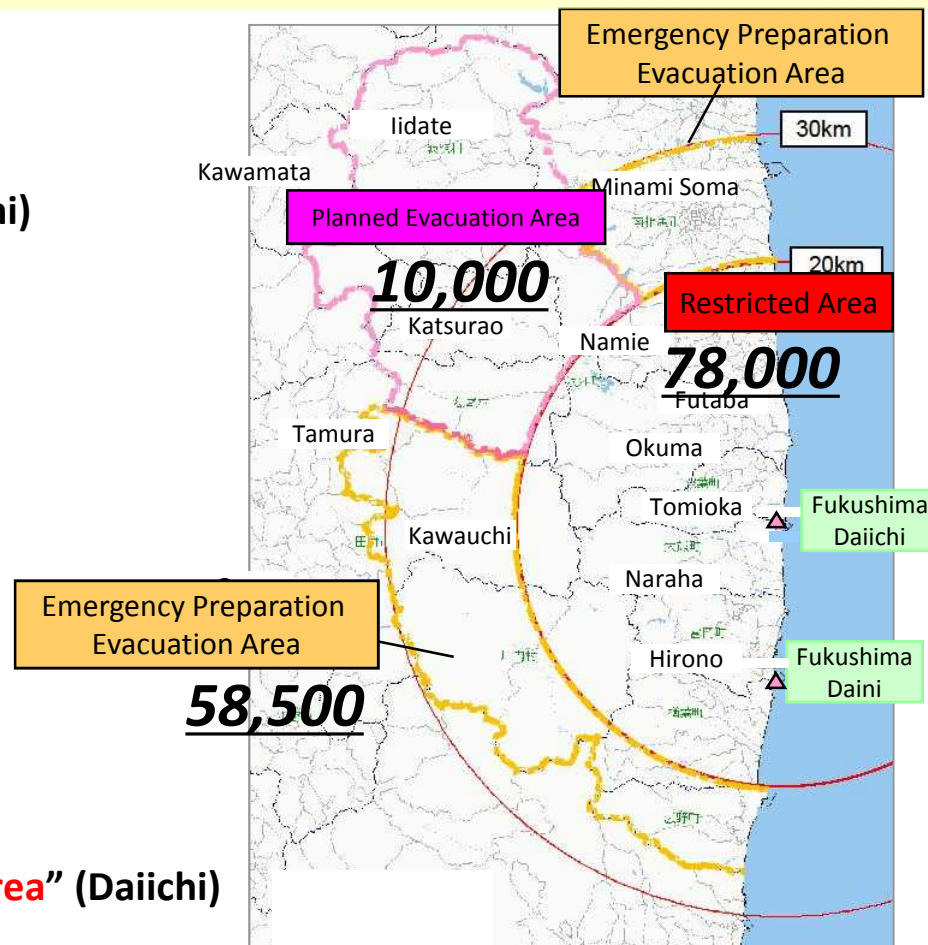 Emergency Preparation
Evacuation Area
30km
Iidate
Kawamata
Minami Soma
Planned Evacuation Area
20km
10,000
Restricted Area
Katsurao
Namie
78,000
Futaba
Tamura
Okuma
Tomioka
Fukushima
Daiichi
Kawauchi
Naraha
Emergency Preparation
Evacuation Area
Hirono
Fukushima
Daini
58,500
rea” (Daiichi)